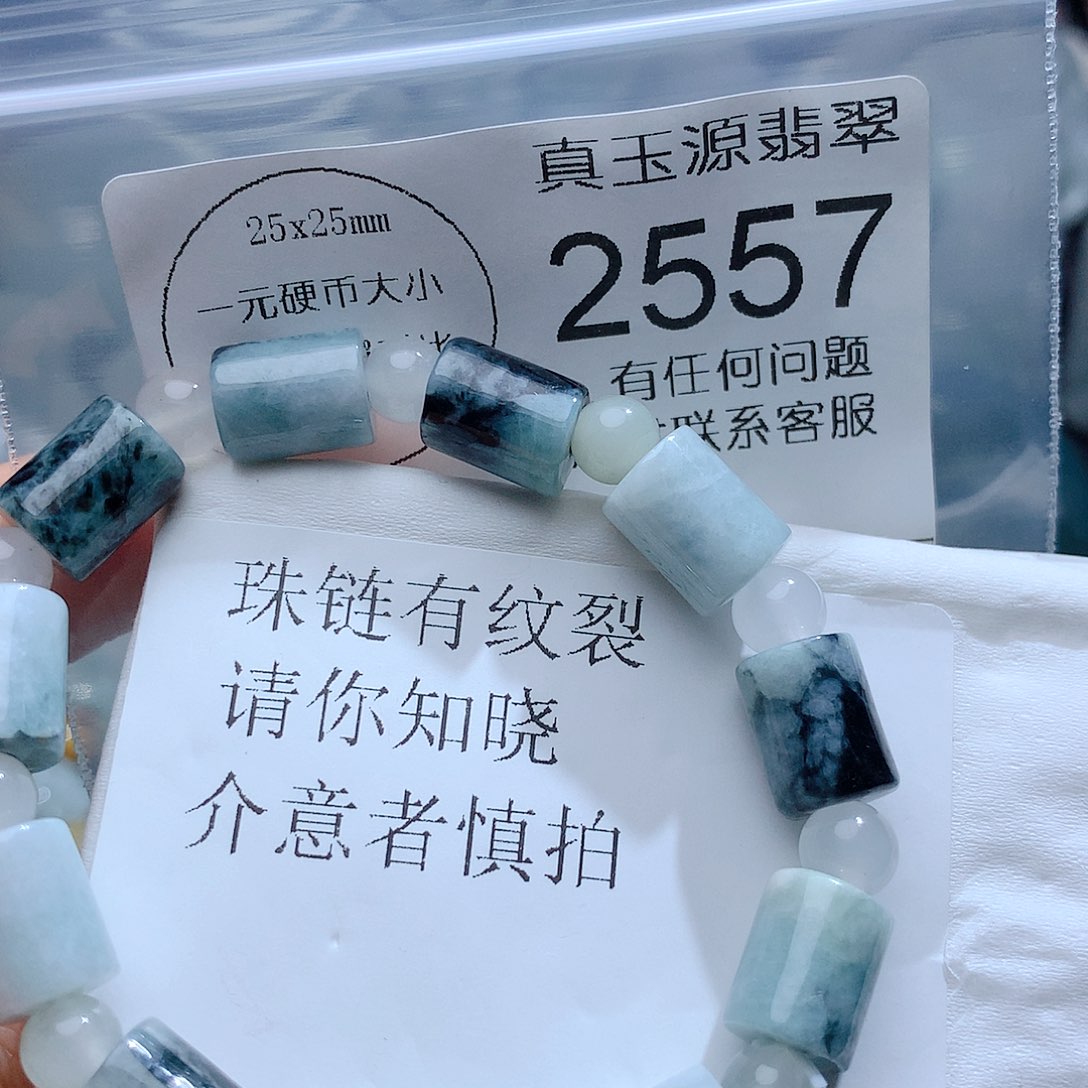 25x25mm
一元硬币大小
真玉源翡翠
2557
有任何问题
联系客服
珠链有纹裂
请你知晓
介意者慎拍